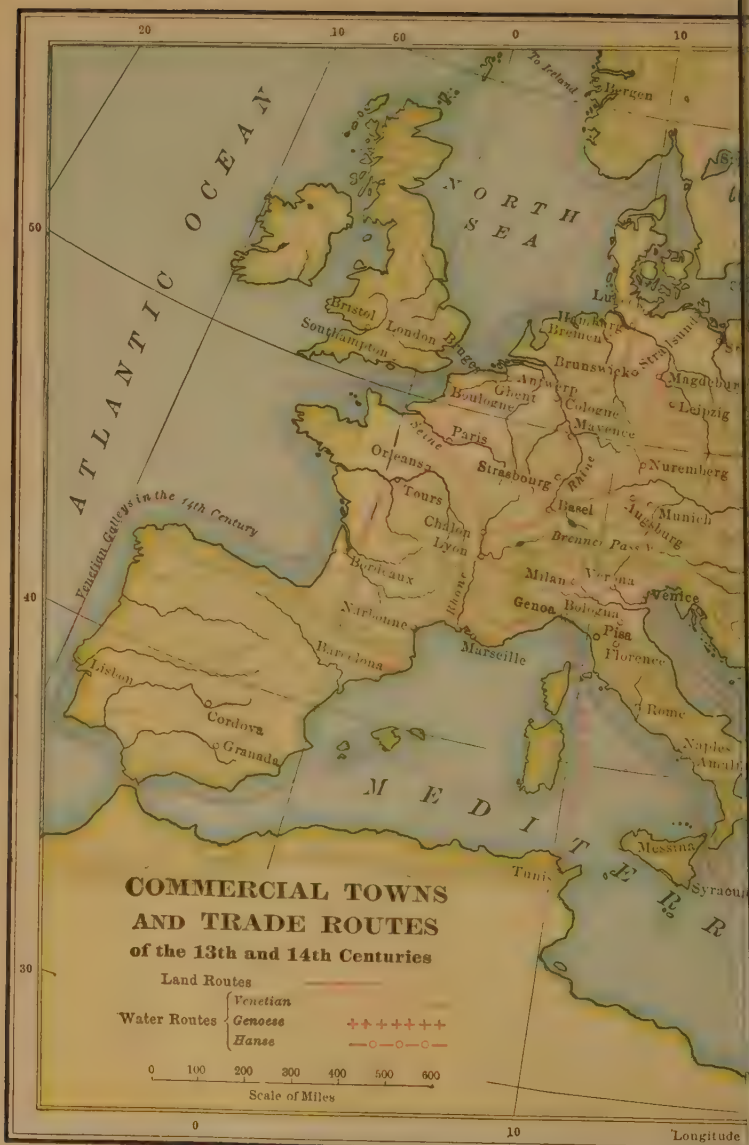 20
10
60
0
10
To Iceland
Bergen
ATLANTIC OCEAN
NORTH
SEA
50
Bristol
London
Southampton
Bruges
Hamburg
Bremen
Stralsund
Brunswick
Magdebur
Antwerp
Ghent
Boulogne
Cologne
Leipzig
Mayence
Seine
Paris
Orleans
Strasbourg
Rhine
Nuremberg
Tours
Basel
Augsburg
Munich
Venetian Galleys in the 14th Century
Chalon
Lyon
Brenner Pass
Bordeaux
Milan
Verona
Venice
40
Rhone
Genoa
Bologna
Narbonne
Pisa
Marseille
Florence
Barcelona
Lisbon
Rome
Cordova
Granada
Naples
Amalfi
MEDITERR
Messina
Tunis
Syracu
COMMERCIAL TOWNS
AND TRADE ROUTES
of the 13th and 14th Centuries
Land Routes
Water Routes
Venetian
Genoese
Hanse
30
0 100 200 300 400 500 600
Scale of Miles
0
10
Longitude